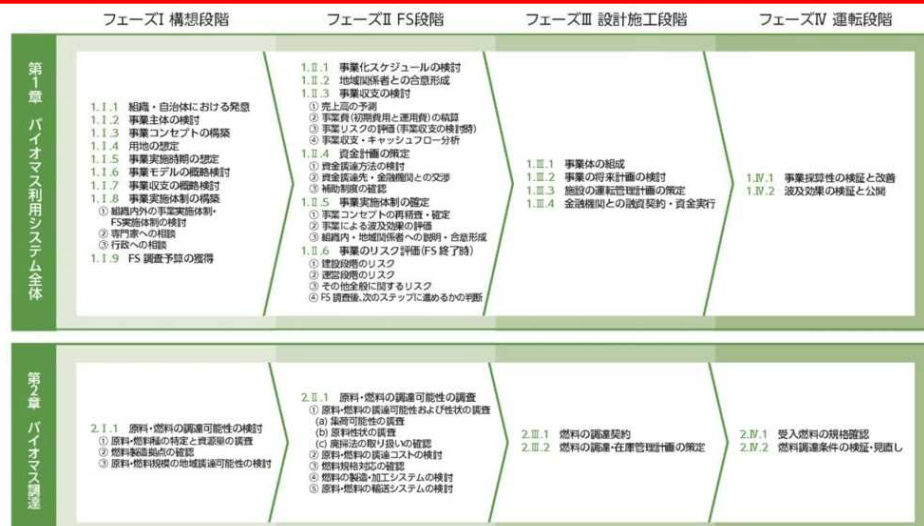 フェーズⅠ 構想段階
フェーズⅡ FS段階
フェーズⅢ 設計施工段階
フェーズⅣ 運転段階
第1章 バイオマス利用システム全体
1.Ⅰ.1 組織・自治体における発意
1.Ⅰ.2 事業主体の検討
1.Ⅰ.3 事業コンセプトの構築
1.Ⅰ.4 用地の想定
1.Ⅰ.5 事業実施時期の想定
1.Ⅰ.6 事業モデルの概略検討
1.Ⅰ.7 事業収支の概略検討
1.Ⅰ.8 事業実施体制の構築
① 組織内外の事業実施体制・
FS実施体制の検討
② 専門家への相談
③ 行政への相談
1.Ⅰ.9 FS 調査予算の獲得
1.Ⅱ.1 事業化スケジュールの検討
1.Ⅱ.2 地域関係者との合意形成
1.Ⅱ.3 事業収支の検討
① 売上高の予測
② 事業費(初期費用と運用費)の積算
③ 事業リスクの評価(事業収支の検討時)
④ 事業収支・キャッシュフロー分析
1.Ⅱ.4 資金計画の策定
① 資金調達方法の検討
② 資金調達先・金融機関との交渉
③ 補助制度の確認
1.Ⅱ.5 事業実施体制の確定
① 事業コンセプトの再精査・確定
② 事業による波及効果の評価
③ 組織内・地域関係者への説明・合意形成
1.Ⅱ.6 事業のリスク評価(FS 終了時)
① 建設段階のリスク
② 運営段階のリスク
③ その他全般に関するリスク
④ FS 調査後、次のステップに進めるかの判断
1.Ⅲ.1 事業体の組成
1.Ⅲ.2 事業の将来計画の検討
1.Ⅲ.3 施設の運転管理計画の策定
1.Ⅲ.4 金融機関との融資契約・資金実行
1.Ⅳ.1 事業採算性の検証と改善
1.Ⅳ.2 波及効果の検証と公開
第2章 バイオマス調達
2.Ⅰ.1 原料・燃料の調達可能性の検討
① 原料・燃料種の特定と資源量の調査
② 燃料製造拠点の確認
③ 原料・燃料規模の地域調達可能性の検討
2.Ⅱ.1 原料・燃料の調達可能性の調査
① 原料・燃料の調達可能性および性状の調査
(a) 集荷可能性の調査
(b) 原料性状の調査
(c) 廃掃法の取り扱いの確認
② 原料・燃料の調達コストの検討
③ 燃料規格対応の確認
④ 燃料の製造・加工システムの検討
⑤ 原料・燃料の輸送システムの検討
2.Ⅲ.1 燃料の調達契約
2.Ⅲ.2 燃料の調達・在庫管理計画の策定
2.Ⅳ.1 受入燃料の規格確認
2.Ⅳ.2 燃料調達条件の検証・見直し